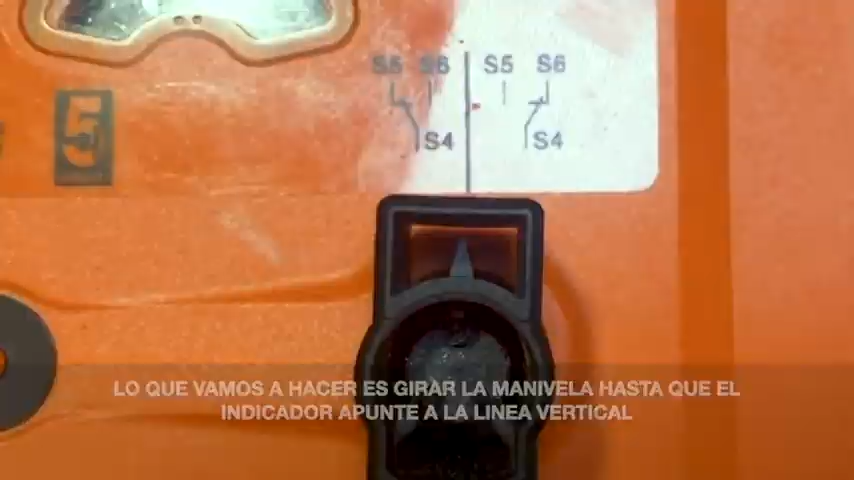 S5 S6 S5 S6
S4 S4
5
LO QUE VAMOS A HACER ES GIRAR LA MANIVELA HASTA QUE EL
INDICADOR APUNTE A LA LINEA VERTICAL